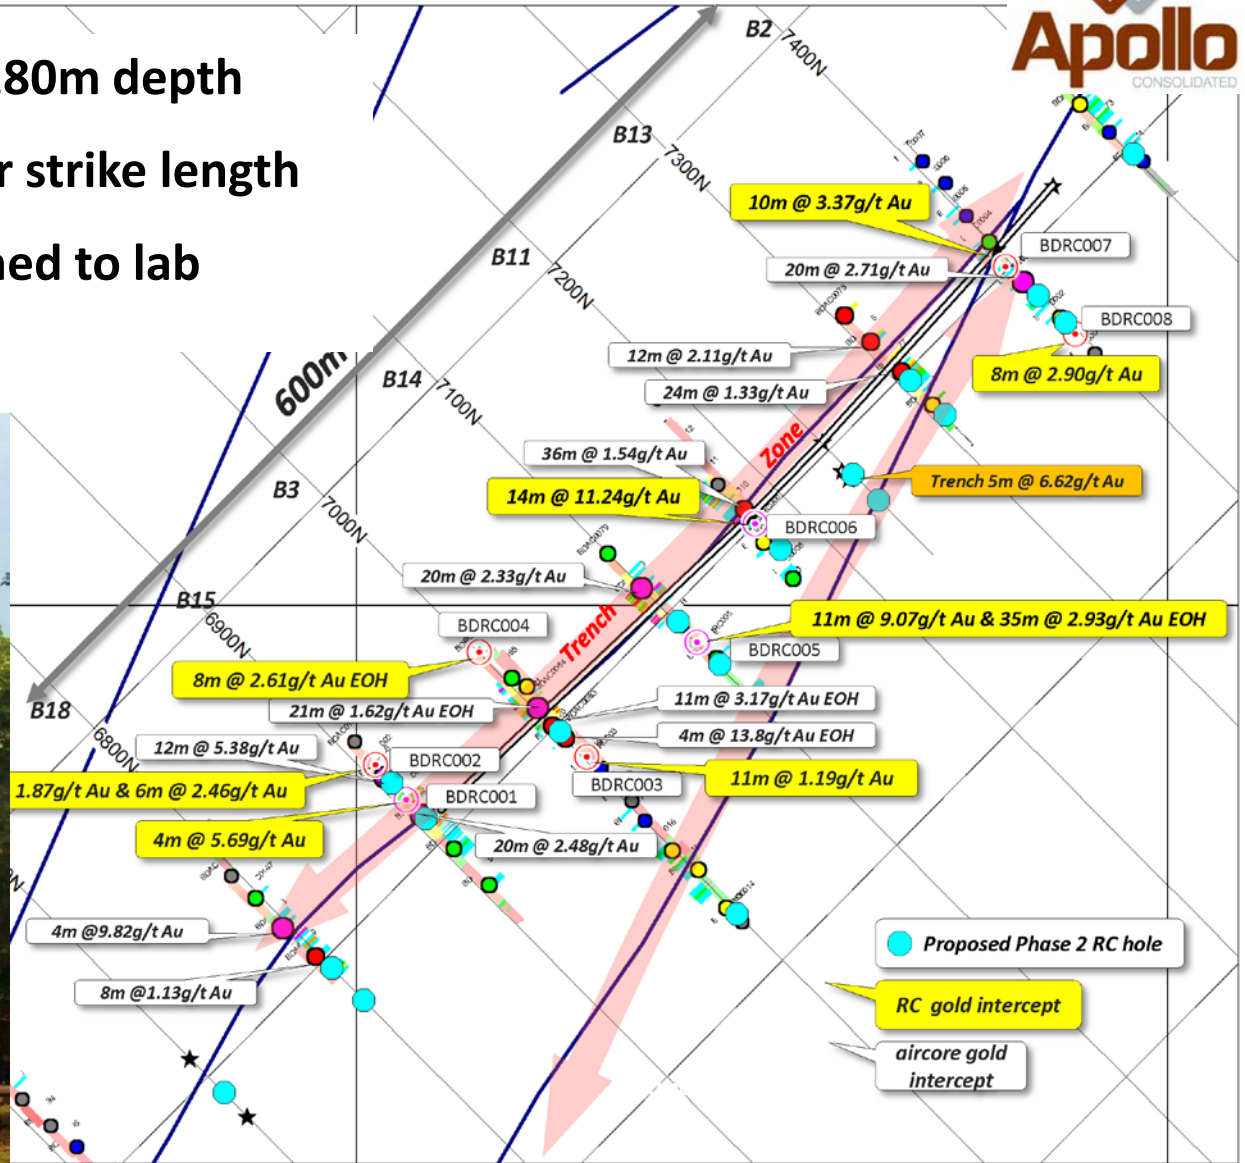 80m depth
r strike length
ned to lab
Apollo
CONSOLIDATED
B2
7400N
B13
7300N
10m @ 3.37g/t Au
BDRC007
B11
20m @ 2.71g/t Au
7200N
BDRC008
12m @ 2.11g/t Au
8m @ 2.90g/t Au
600m
B14
24m @ 1.33g/t Au
7100N
Zone
36m @ 1.54g/t Au
Trench 5m @ 6.62g/t Au
B3
14m @ 11.24g/t Au
7000N
BDRC006
20m @ 2.33g/t Au
B15
6900N
11m @ 9.07g/t Au & 35m @ 2.93g/t Au EOH
BDRC004
Trench
BDRC005
8m @ 2.61g/t Au EOH
11m @ 3.17g/t Au EOH
B18
21m @ 1.62g/t Au EOH
4m @ 13.8g/t Au EOH
6800N
12m @ 5.38g/t Au
BDRC002
11m @ 1.19g/t Au
BDRC003
1.87g/t Au & 6m @ 2.46g/t Au
BDRC001
4m @ 5.69g/t Au
20m @ 2.48g/t Au
4m @9.82g/t Au
8m @1.13g/t Au
Proposed Phase 2 RC hole
RC gold intercept
aircore gold
intercept